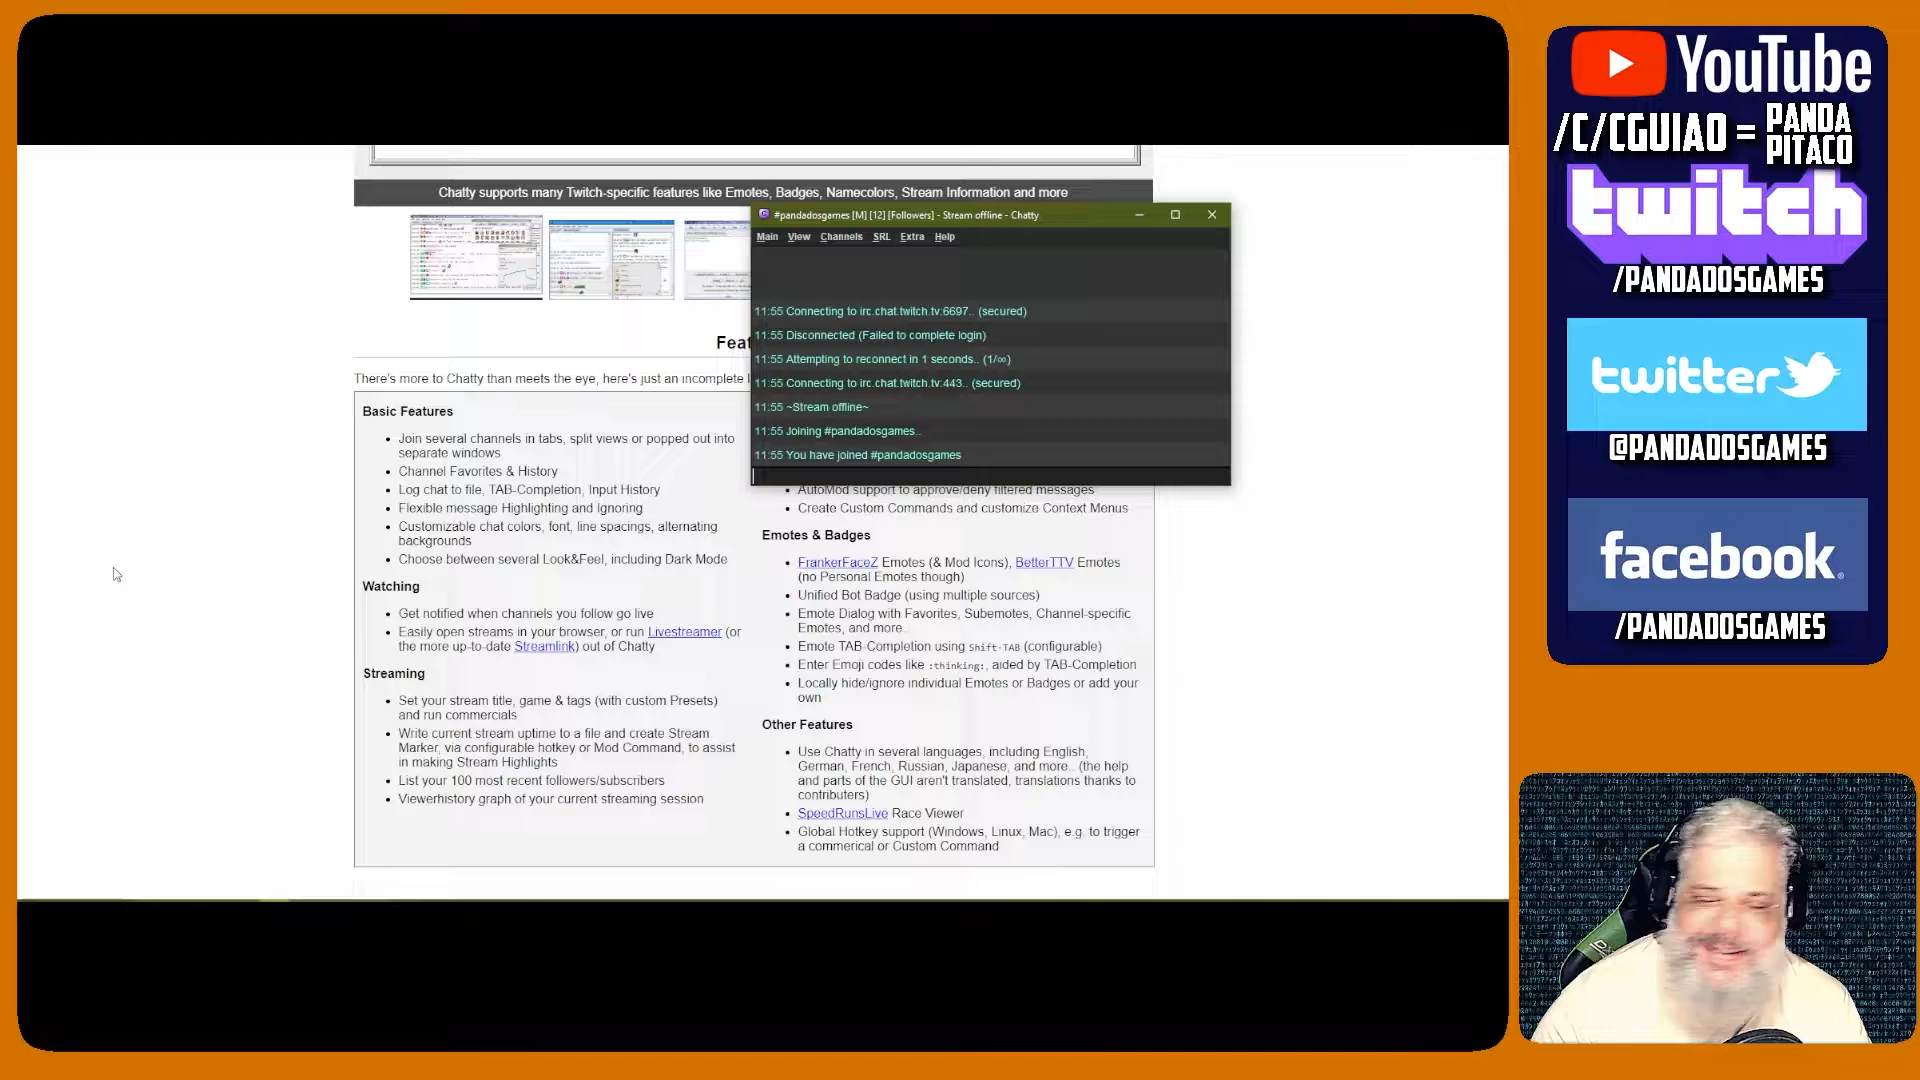 Chatty supports many Twitch-specific features like Emotes, Badges, Namecolors, Stream Information and more
#pandadosgames [M] [12] [Followers] - Stream offline - Chatty
Main View Channels SRL Extra Help
11:55 Connecting to irc.chat.twitch.tv:6697.. (secured)
11:55 Disconnected (Failed to complete login)
11:55 Attempting to reconnect in 1 seconds.. (1/∞)
11:55 Connecting to irc.chat.twitch.tv:443.. (secured)
11:55 ~Stream offline~
11:55 Joining #pandadosgames..
11:55 You have joined #pandadosgames
Feat
There's more to Chatty than meets the eye, here's just an incomplete l
Basic Features
Join several channels in tabs, split views or popped out into
separate windows
Channel Favorites & History
Log chat to file, TAB-Completion, Input History
Flexible message Highlighting and Ignoring
Customizable chat colors, font, line spacings, alternating
backgrounds
Choose between several Look&Feel, including Dark Mode
Watching
Get notified when channels you follow go live
Easily open streams in your browser, or run Livestreamer (or
the more up-to-date Streamlink) out of Chatty
Streaming
Set your stream title, game & tags (with custom Presets)
and run commercials
Write current stream uptime to a file and create Stream
Marker, via configurable hotkey or Mod Command, to assist
in making Stream Highlights
List your 100 most recent followers/subscribers
Viewerhistory graph of your current streaming session
AutoMod support to approve/deny filtered messages
Create Custom Commands and customize Context Menus
Emotes & Badges
FrankerFaceZ Emotes (& Mod Icons), BetterTTV Emotes
(no Personal Emotes though)
Unified Bot Badge (using multiple sources)
Emote Dialog with Favorites, Subemotes, Channel-specific
Emotes, and more..
Emote TAB-Completion using Shift-TAB (configurable)
Enter Emoji codes like :thinking:, aided by TAB-Completion
Locally hide/ignore individual Emotes or Badges or add your
own
Other Features
Use Chatty in several languages, including English,
German, French, Russian, Japanese, and more.. (the help
and parts of the GUI aren't translated, translations thanks to
contributers)
SpeedRunsLive Race Viewer
Global Hotkey support (Windows, Linux, Mac), e.g. to trigger
a commerical or Custom Command
YouTube
/C/CGUIAO = PANDA
PITACO
twitch
/PANDADOSGAMES
twitter
@PANDADOSGAMES
facebook
/PANDADOSGAMES